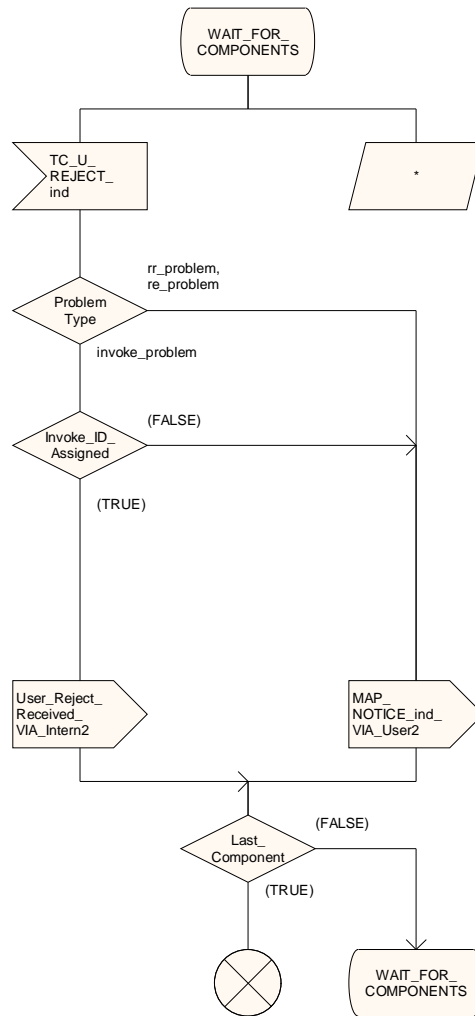 WAIT_FOR_
COMPONENTS
TC_U_
REJECT_
ind
*
rr_problem,
re_problem
Problem
Type
invoke_problem
(FALSE)
Invoke_ID_
Assigned
(TRUE)
User_Reject_
Received_
VIA_Intern2
MAP_
NOTICE_ind_
VIA_User2
(FALSE)
Last_
Component
(TRUE)
WAIT_FOR_
COMPONENTS